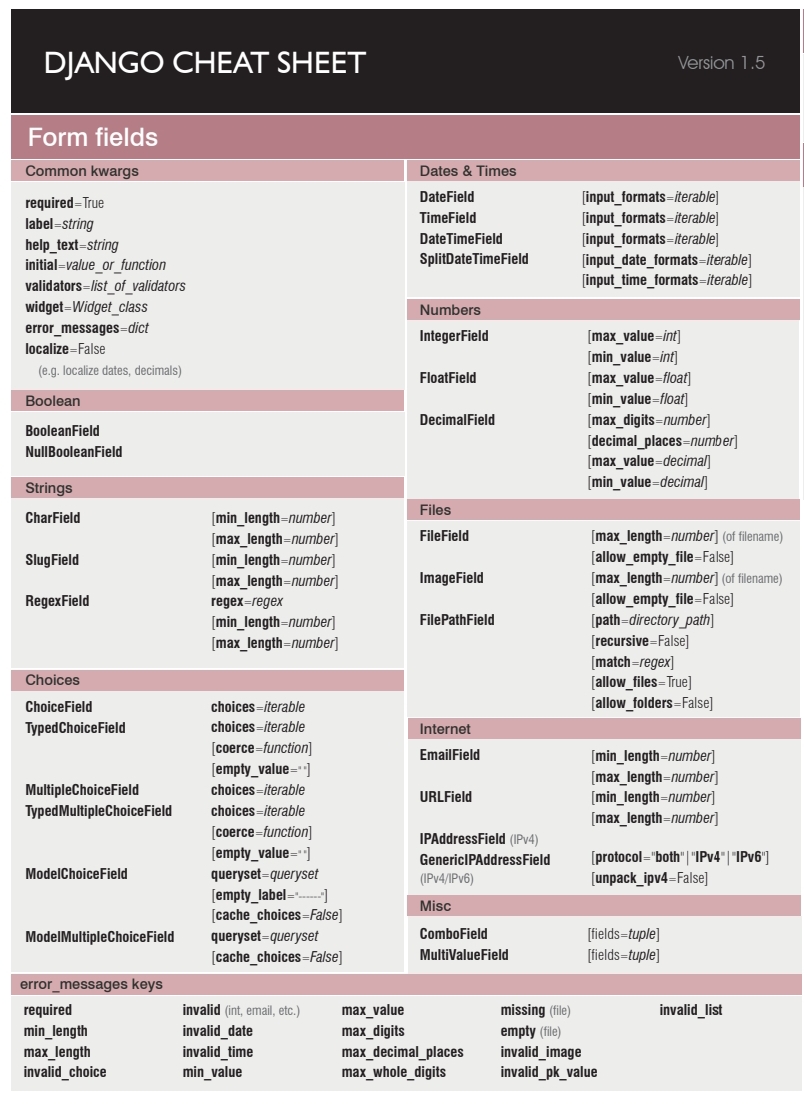 DJANGO CHEAT SHEET
Version 1.5
Form fields
Common kwargs
required=True
label=string
help_text=string
initial=value_or_function
validators=list_of_validators
widget=Widget_class
error_messages=dict
localize=False
(e.g. localize dates, decimals)
Boolean
BooleanField
NullBooleanField
Strings
CharField [min_length=number]
[max_length=number]
SlugField [min_length=number]
[max_length=number]
RegexField regex=regex
[min_length=number]
[max_length=number]
Choices
ChoiceField choices=iterable
TypedChoiceField choices=iterable
[coerce=function]
[empty_value=""]
MultipleChoiceField choices=iterable
TypedMultipleChoiceField choices=iterable
[coerce=function]
[empty_value=""]
ModelChoiceField queryset=queryset
[empty_label="------"]
[cache_choices=False]
ModelMultipleChoiceField queryset=queryset
[cache_choices=False]
Dates & Times
DateField [input_formats=iterable]
TimeField [input_formats=iterable]
DateTimeField [input_formats=iterable]
SplitDateTimeField [input_date_formats=iterable]
[input_time_formats=iterable]
Numbers
IntegerField [max_value=int]
[min_value=int]
FloatField [max_value=float]
[min_value=float]
DecimalField [max_digits=number]
[decimal_places=number]
[max_value=decimal]
[min_value=decimal]
Files
FileField [max_length=number] (of filename)
[allow_empty_file=False]
ImageField [max_length=number] (of filename)
[allow_empty_file=False]
FilePathField [path=directory_path]
[recursive=False]
[match=regex]
[allow_files=True]
[allow_folders=False]
Internet
EmailField [min_length=number]
[max_length=number]
URLField [min_length=number]
[max_length=number]
IPAddressField (IPv4)
GenericIPAddressField [protocol="both"|"IPv4"|"IPv6"]
(IPv4/IPv6) [unpack_ipv4=False]
Misc
ComboField [fields=tuple]
MultiValueField [fields=tuple]
error_messages keys
required invalid (int, email, etc.) max_value missing (file) invalid_list
min_length invalid_date max_digits empty (file)
max_length invalid_time max_decimal_places invalid_image
invalid_choice min_value max_whole_digits invalid_pk_value